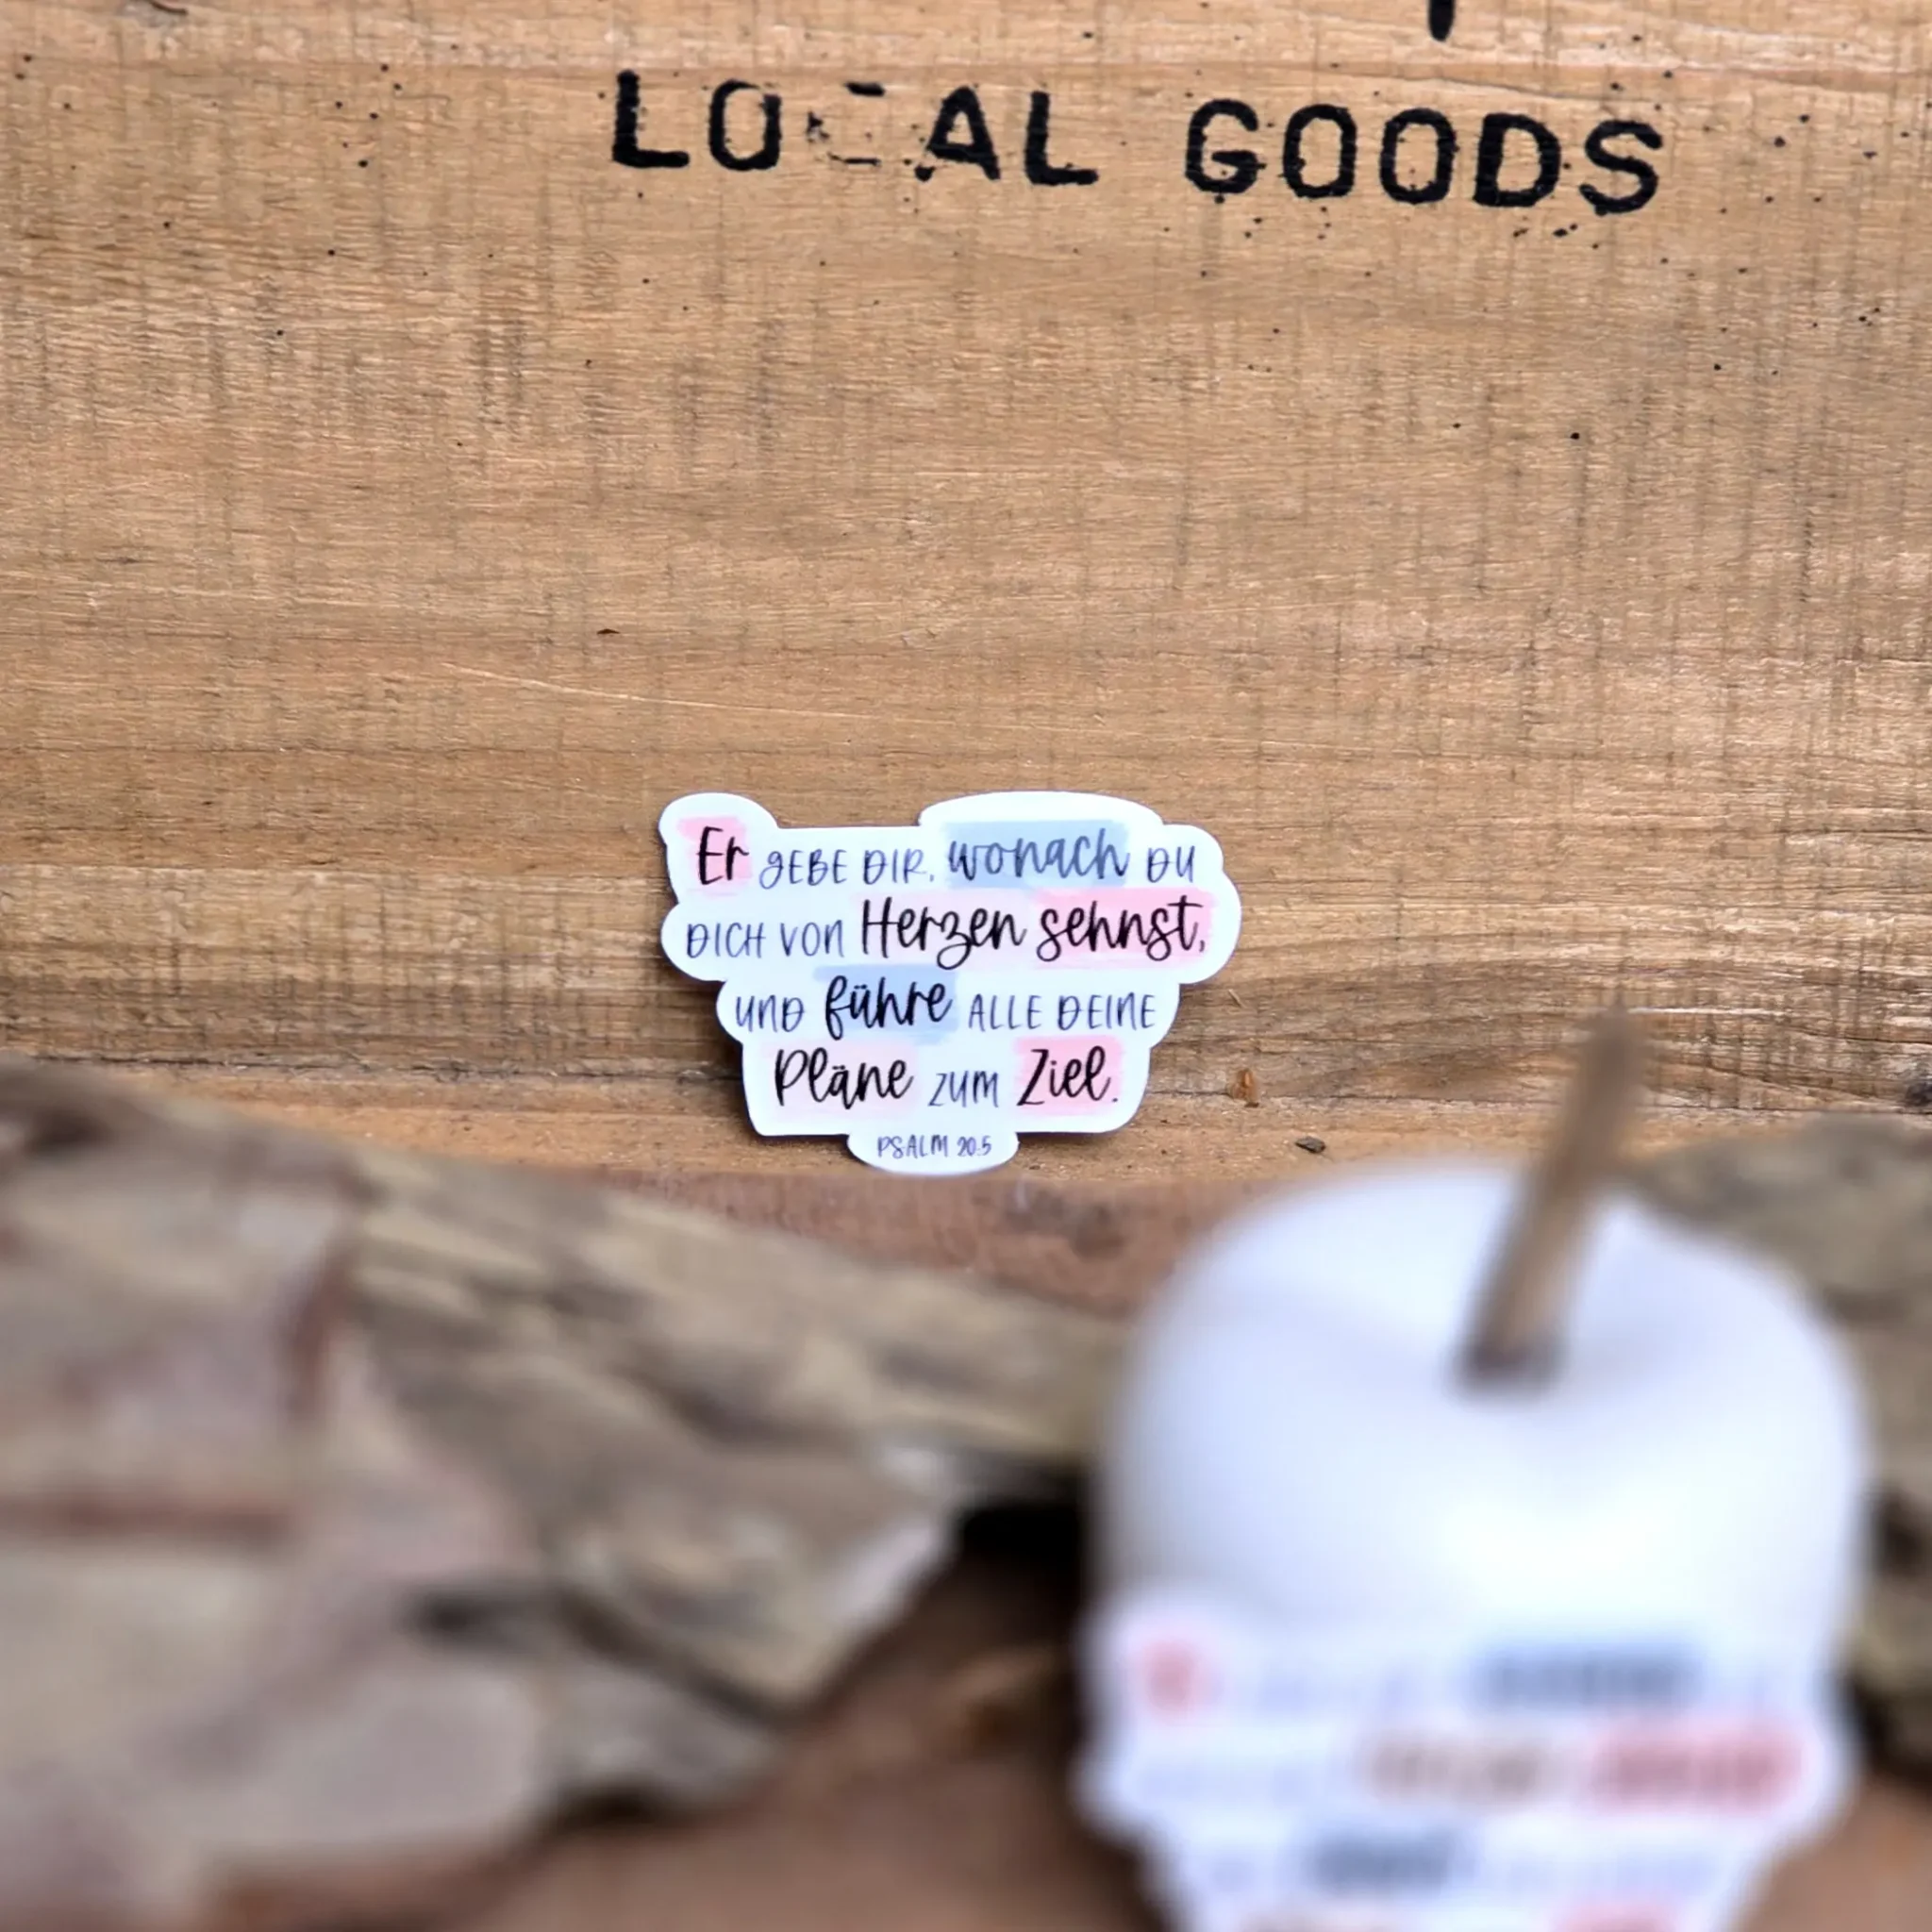 LOCAL GOODS
Er GEBE DIR, wonach DU
DICH VON Herzen sehnst,
UND führe ALLE DEINE
Pläne ZUM Ziel.
PSALM 20:5